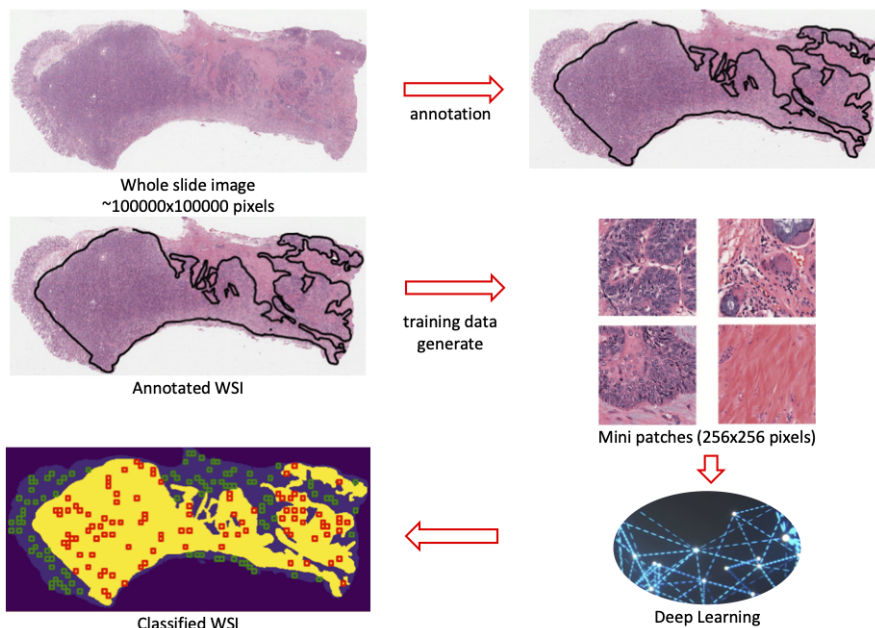 annotation
Whole slide image
~100000x100000 pixels
training data
generate
Annotated WSI
Mini patches (256x256 pixels)
Deep Learning
Classified WSI